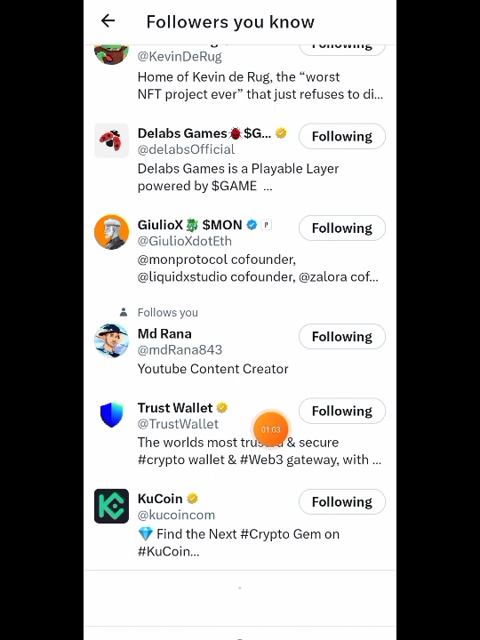 Followers you know
@KevinDeRug
Home of Kevin de Rug, the “worst
NFT project ever” that just refuses to di...
Following
Delabs Games🐞$G...
@delabsOfficial
Following
Delabs Games is a Playable Layer
powered by $GAME ...
GiulioX🐉 $MON
@GiulioXdotEth
Following
@monprotocol cofounder,
@liquidxstudio cofounder, @zalora cof...
Follows you
Md Rana
@mdRana843
Following
Youtube Content Creator
Trust Wallet
@TrustWallet
Following
01:03
The worlds most trusted & secure
#crypto wallet & #Web3 gateway, with ...
KuCoin
@kucoincom
Following
💎 Find the Next #Crypto Gem on
#KuCoin...